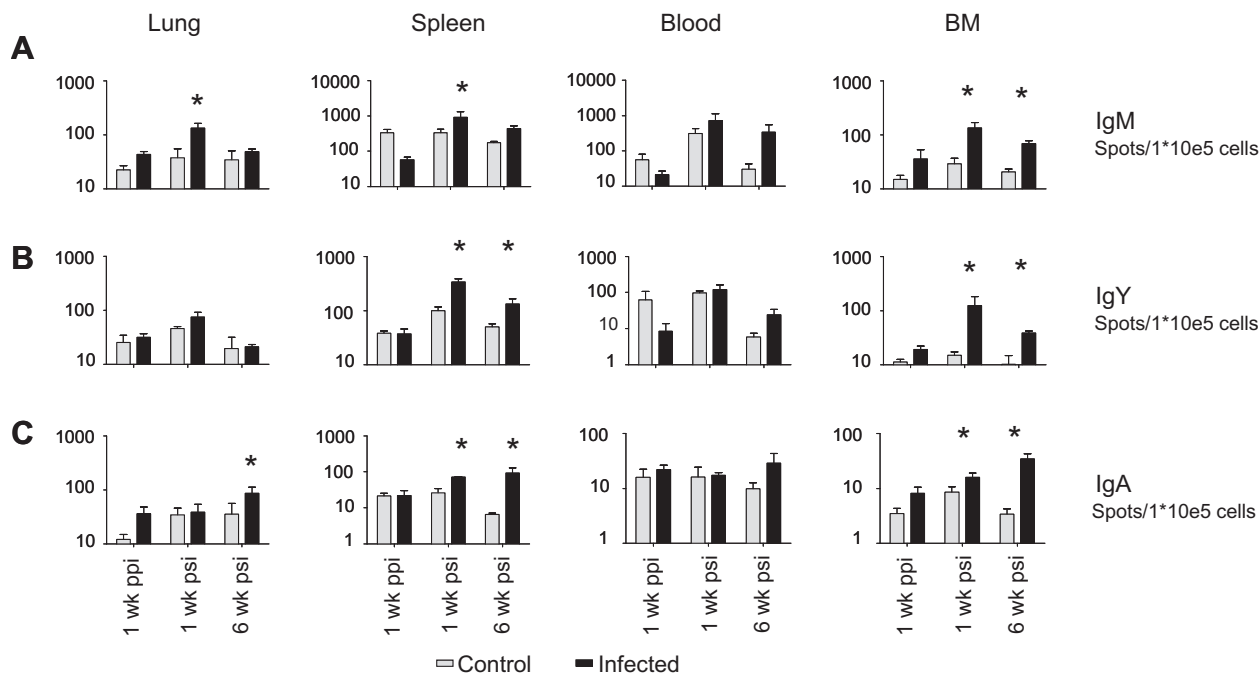 Lung Spleen Blood BM
A
1000 10000 10000 1000
* * * *
1000 1000
100 100 100 100
10 10 10 10
IgM
Spots/1*10e5 cells
B
1000 1000 1000 1000
* * * *
100 100 100 100
10
10 10 1 10
IgY
Spots/1*10e5 cells
C
1000 1000 100 100
* * * * *
100 100 10 10
10
10 1 1 1
IgA
Spots/1*10e5 cells
1 wk ppi 1 wk psi 6 wk psi 1 wk ppi 1 wk psi 6 wk psi 1 wk ppi 1 wk psi 6 wk psi 1 wk ppi 1 wk psi 6 wk psi
Control Infected